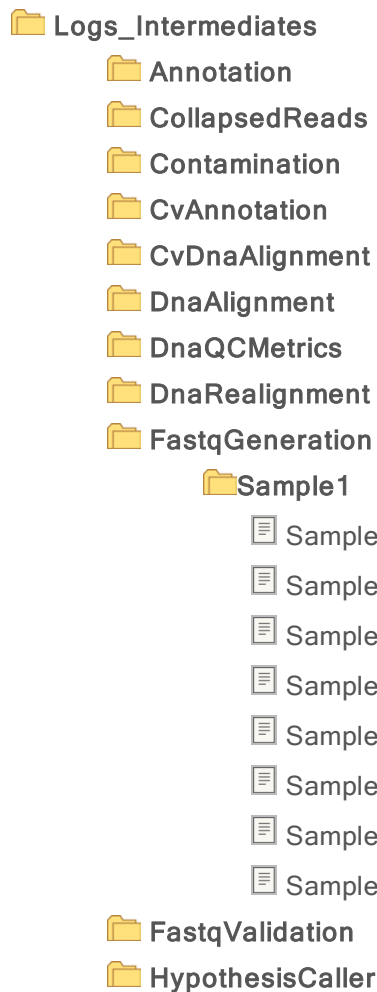 Logs_Intermediates
Annotation
CollapsedReads
Contamination
CvAnnotation
CvDnaAlignment
DnaAlignment
DnaQCMetrics
DnaRealignment
FastqGeneration
Sample1
Sample
Sample
Sample
Sample
Sample
Sample
Sample
Sample
FastqValidation
HypothesisCaller